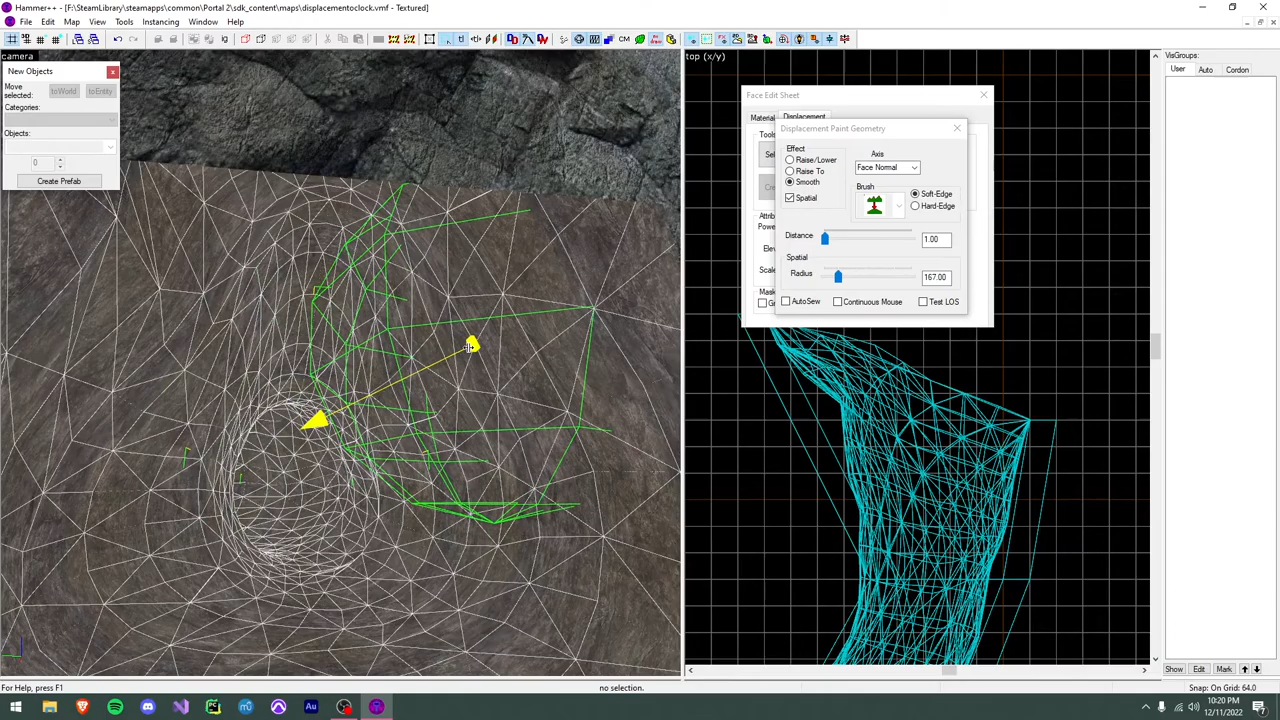 Hammer++ - [F:\SteamLibrary\steamapps\common\Portal 2\sdk_content\maps\displacementoclock.vmf - Textured]
File Edit Map View Tools Instancing Window Help
camera
New Objects
Move selected:
toWorld
toEntity
Categories:
Objects:
0
Create Prefab
top (x/y)
Face Edit Sheet
Displacement
Displacement Paint Geometry
Effect
Raise/Lower
Raise To
Smooth
Spatial
Axis
Face Normal
Brush
Soft-Edge
Hard-Edge
Distance
1.00
Spatial
Radius
167.00
AutoSew
Continuous Mouse
Test LOS
VisGroups:
User Auto Cordon
Show Edit Mark
For Help, press F1
no selection.
Snap: On Grid: 64.0
10:20 PM
12/11/2022